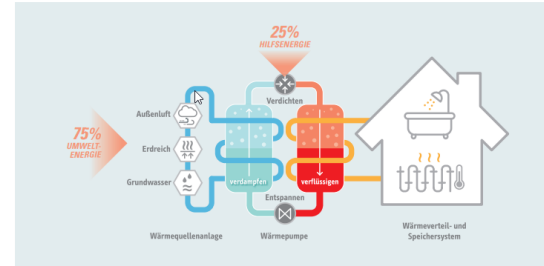 25%
HILFSENERGIE
Verdichten
Außenluft
75%
UMWELT-
ENERGIE
Erdreich
Grundwasser
verdampfen
verflüssigen
Entspannen
Wärmequellenanlage
Wärmepumpe
Wärmeverteil- und
Speichersystem